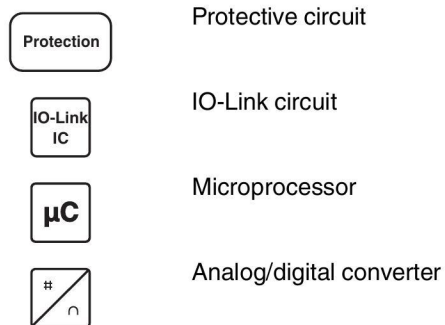 Protection
Protective circuit
IO-Link
IC
IO-Link circuit
µC
Microprocessor
#
∩
Analog/digital converter